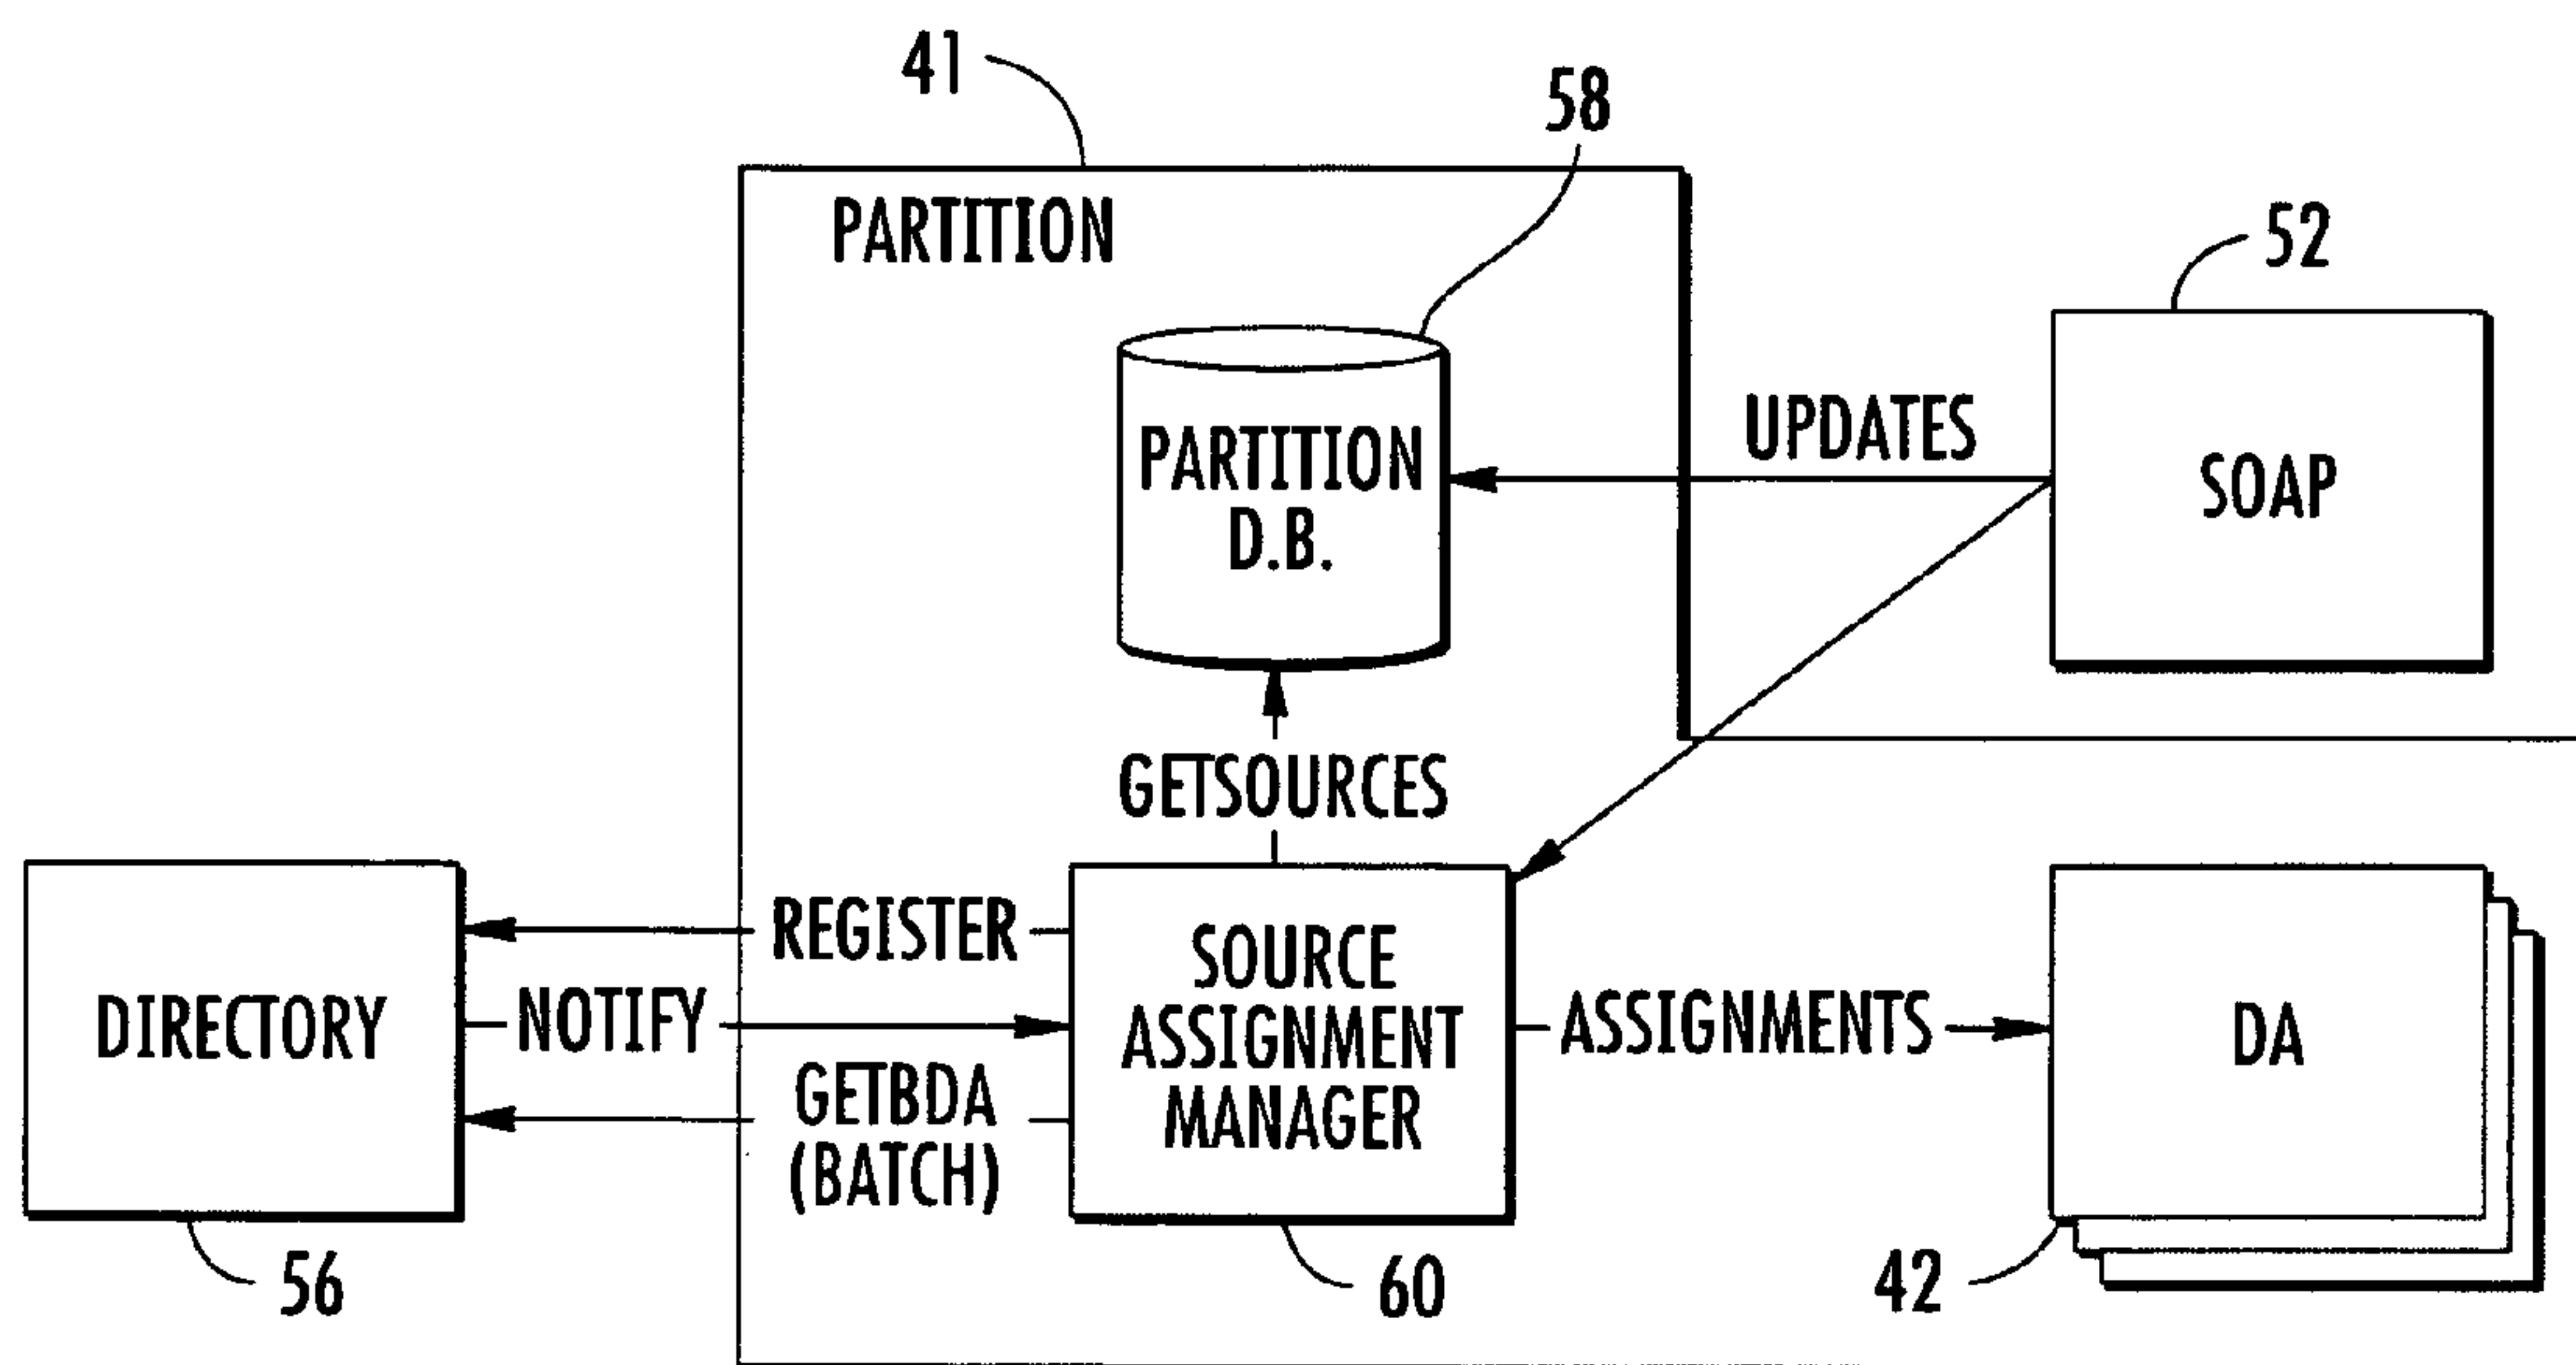 41
58
PARTITION
52
PARTITION
D.B.
UPDATES
SOAP
GETSOURCES
REGISTER
DIRECTORY
NOTIFY
GETBDA
(BATCH)
SOURCE
ASSIGNMENT
MANAGER
ASSIGNMENTS
DA
56
60
42